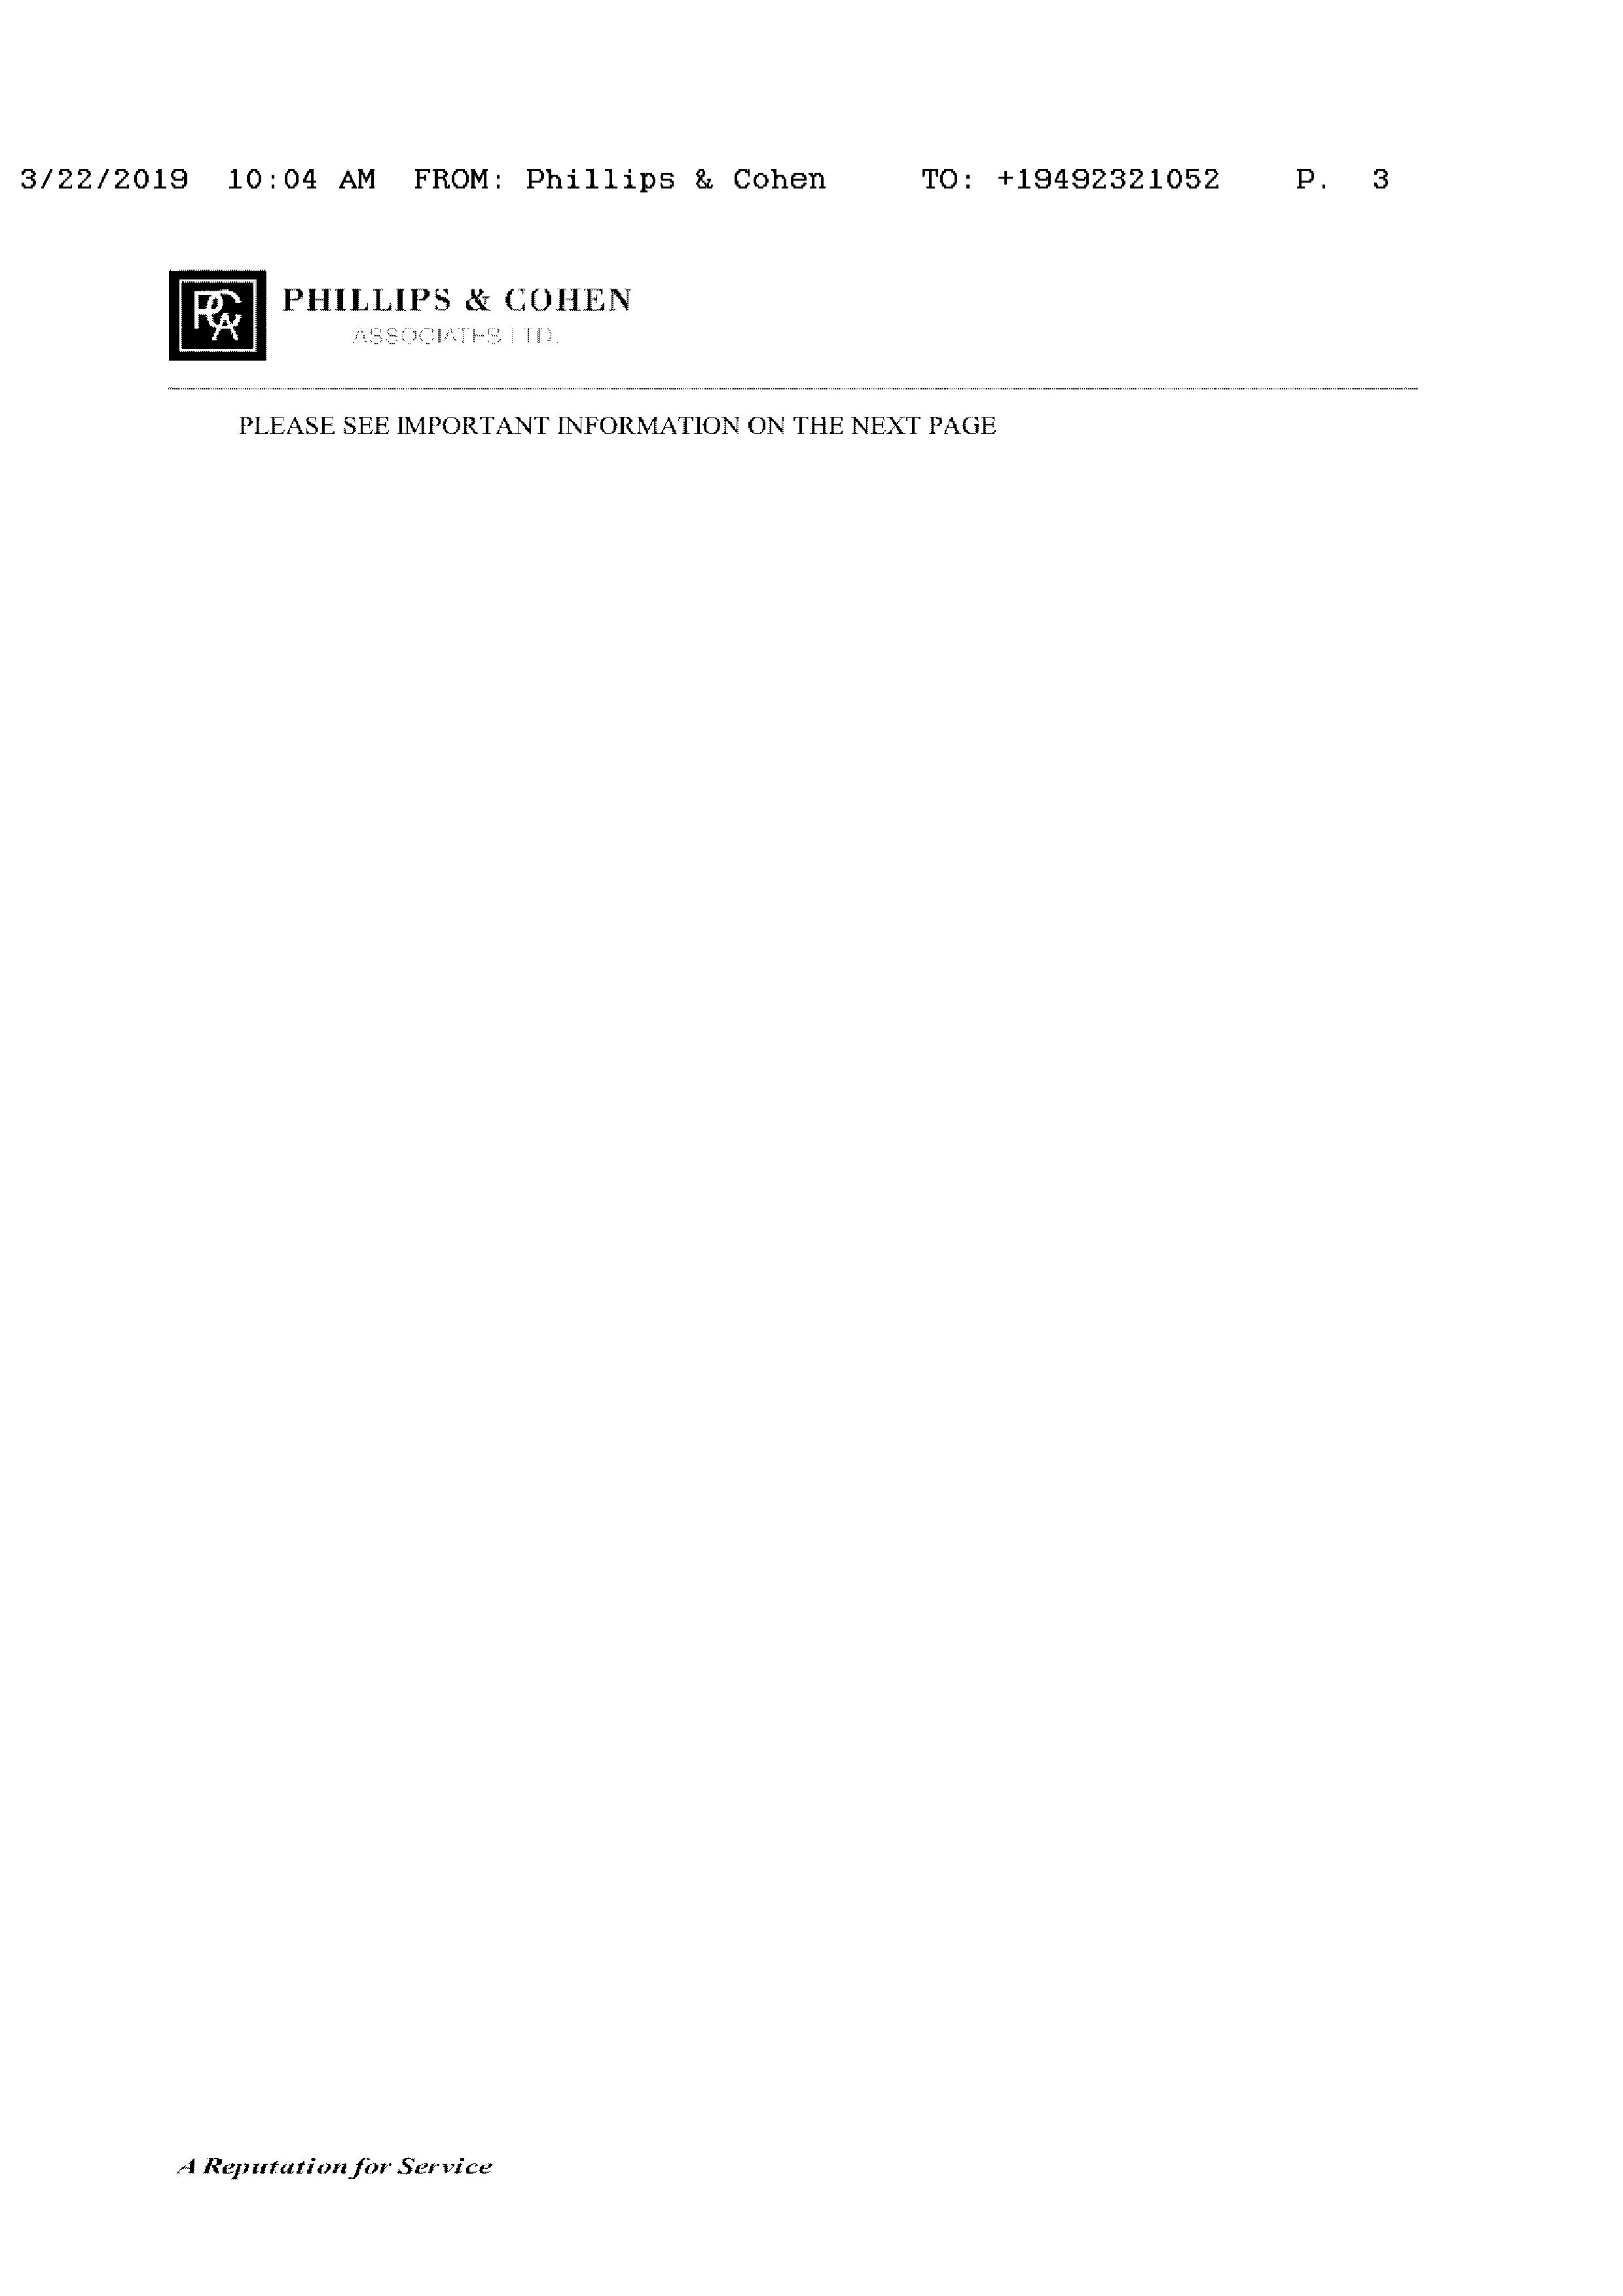 3/22/2019 10:04 AM FROM: Phillips & Cohen TO: +19492321052 P. 3
PCA PHILLIPS & COHEN
ASSOCIATES LTD.
PLEASE SEE IMPORTANT INFORMATION ON THE NEXT PAGE
A Reputation for Service